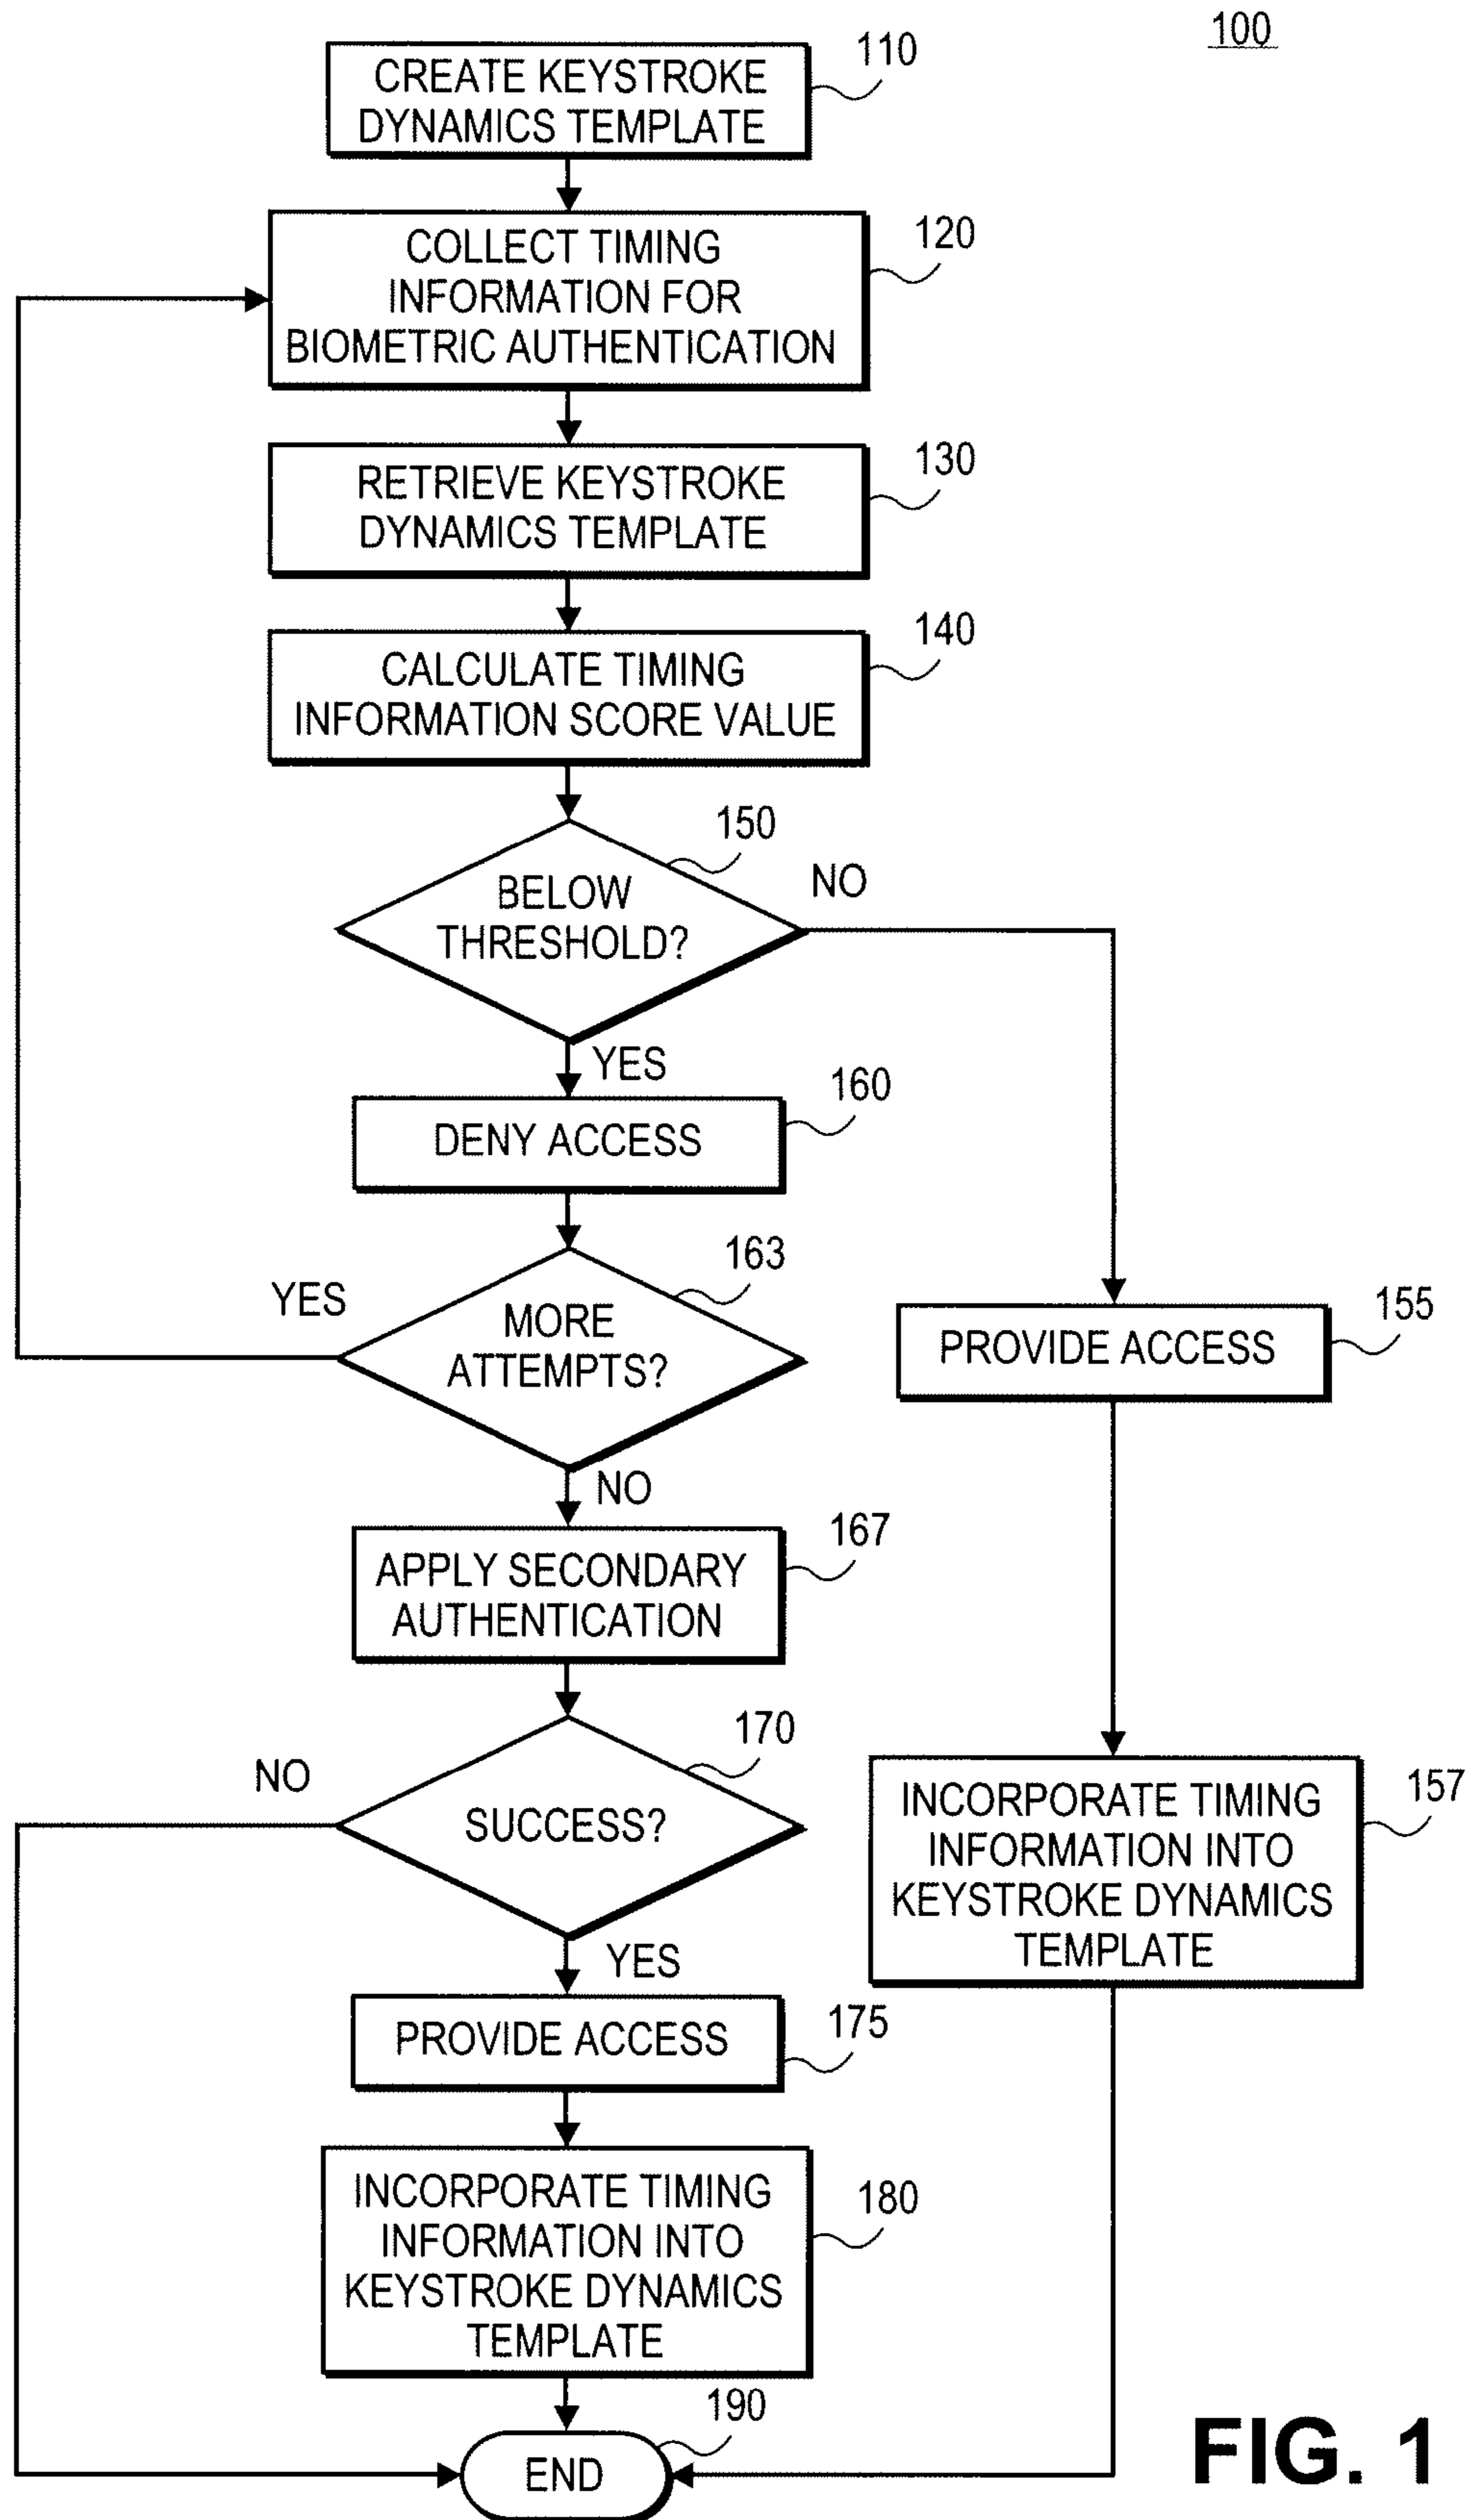 100
110
CREATE KEYSTROKE
DYNAMICS TEMPLATE
120
COLLECT TIMING
INFORMATION FOR
BIOMETRIC AUTHENTICATION
130
RETRIEVE KEYSTROKE
DYNAMICS TEMPLATE
140
CALCULATE TIMING
INFORMATION SCORE VALUE
150
BELOW
THRESHOLD?
NO
YES
160
DENY ACCESS
163
MORE
ATTEMPTS?
YES
NO
155
PROVIDE ACCESS
167
APPLY SECONDARY
AUTHENTICATION
170
SUCCESS?
NO
YES
157
INCORPORATE TIMING
INFORMATION INTO
KEYSTROKE DYNAMICS
TEMPLATE
175
PROVIDE ACCESS
180
INCORPORATE TIMING
INFORMATION INTO
KEYSTROKE DYNAMICS
TEMPLATE
190
END
FIG. 1